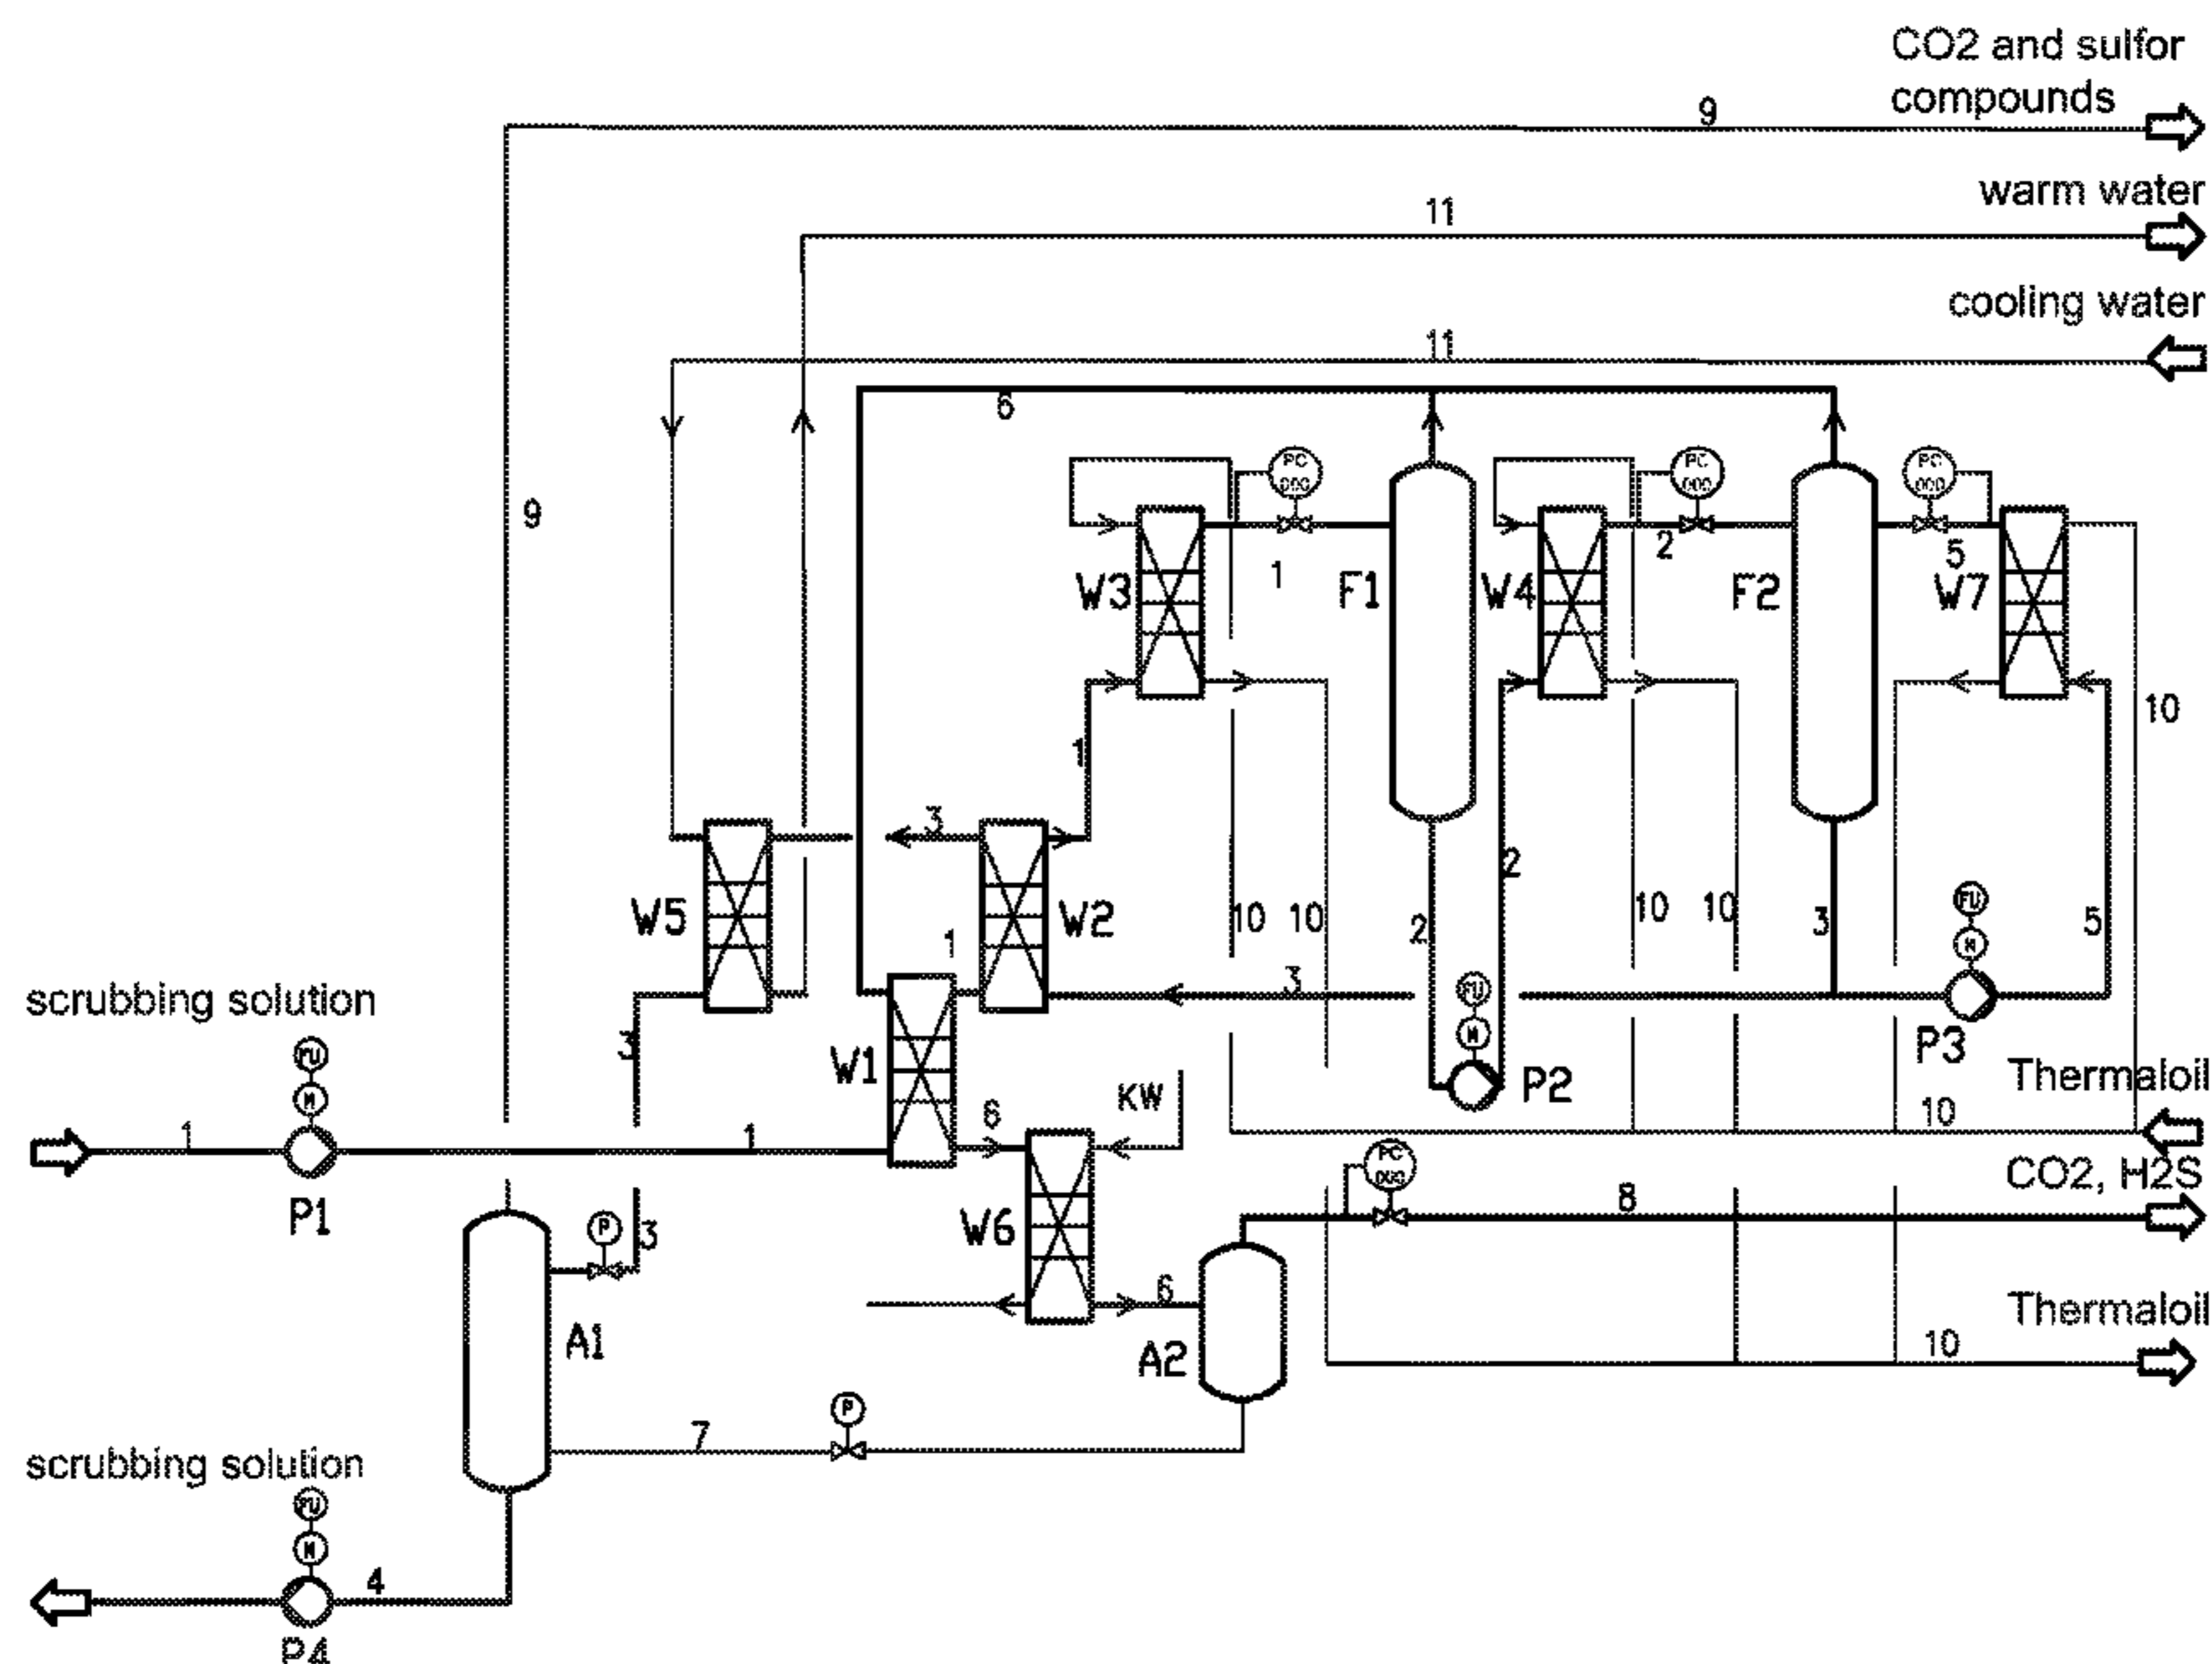 CO2 and sulfor
compounds
9
warm water
11
cooling water
11
6
9
PC
000
PC
000
PC
000
1
2
5
W3
F1
W4
F2
W7
10
1
3
2
W5
W2
1
10
10
2
10
10
3
5
FU
M
3
FU
M
scrubbing solution
3
W1
P2
P3
FU
M
KW
6
Thermaloil
10
1
1
P1
PC
000
CO2, H2S
8
P
3
W6
6
A1
A2
Thermaloil
10
P
7
scrubbing solution
FU
M
4
P4